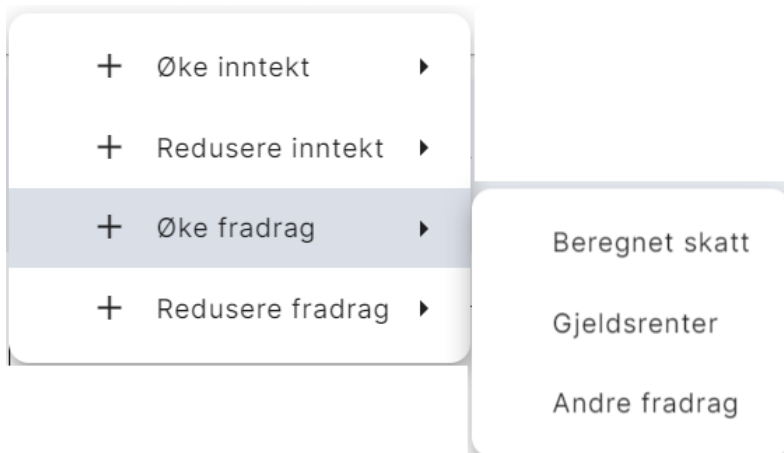 Øke inntekt
Redusere inntekt
Øke fradrag
Redusere fradrag
Beregnet skatt
Gjeldsrenter
Andre fradrag